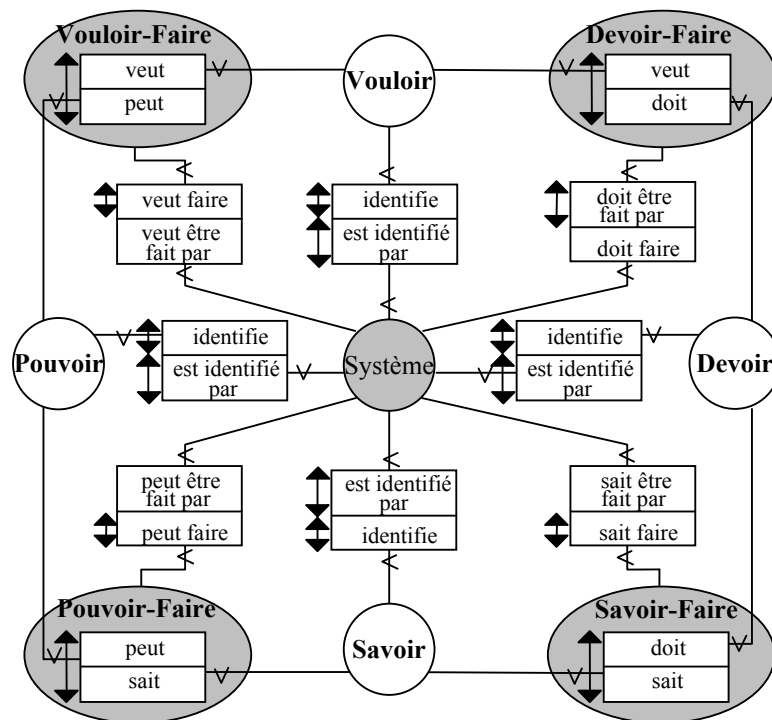 Vouloir-Faire
veut
peut
Vouloir
Devoir-Faire
veut
doit
veut faire
veut être
fait par
identifie
est identifié
par
doit être
fait par
doit faire
Pouvoir
identifie
est identifié
par
Système
identifie
est identifié
par
Devoir
peut être
fait par
peut faire
est identifié
par
identifie
sait être
fait par
sait faire
Pouvoir-Faire
peut
sait
Savoir
Savoir-Faire
doit
sait